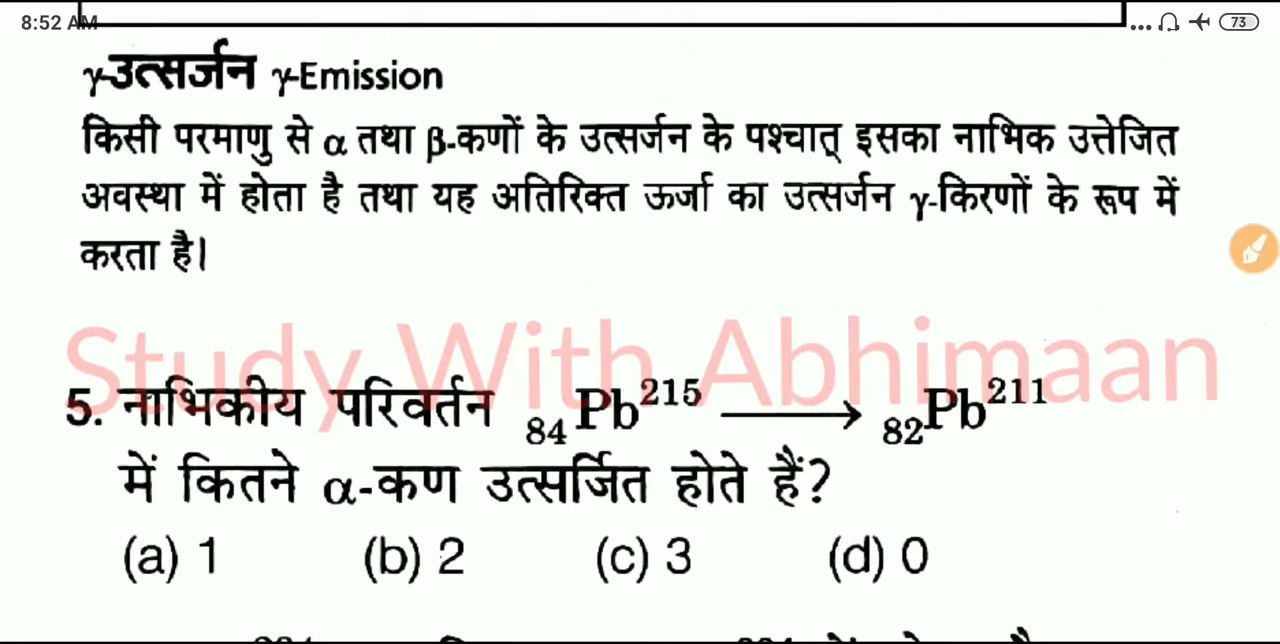 8:52 AM
... 73
γ-उत्सर्जन γ-Emission
किसी परमाणु से α तथा β-कणों के उत्सर्जन के पश्चात् इसका नाभिक उत्तेजित
अवस्था में होता है तथा यह अतिरिक्त ऊर्जा का उत्सर्जन γ-किरणों के रूप में
करता है।
Study With Abhimaan
5. नाभिकीय परिवर्तन ₈₄Pb²¹⁵ ⟶ ₈₂Pb²¹¹
में कितने α-कण उत्सर्जित होते हैं?
(a) 1 (b) 2 (c) 3 (d) 0